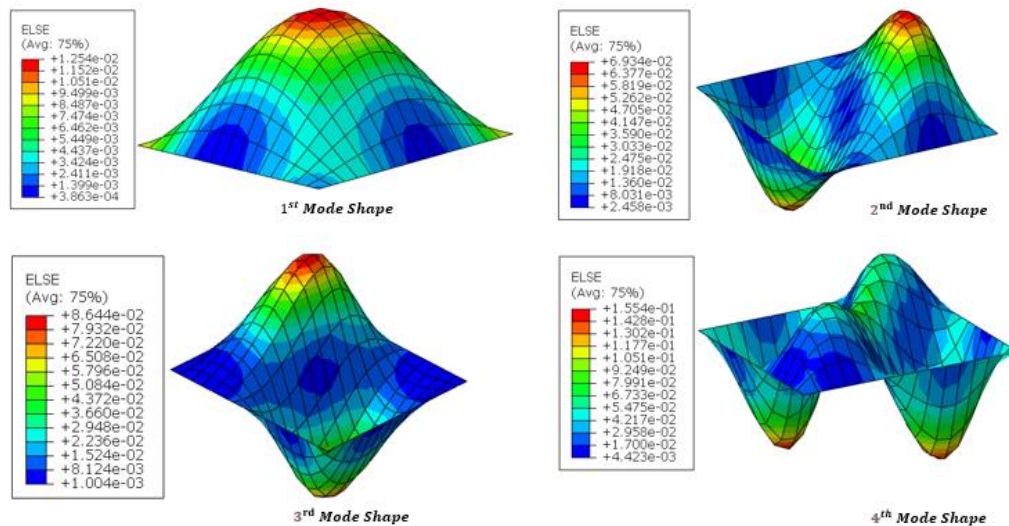 ELSE
(Avg: 75%)
+1.254e-02
+1.152e-02
+1.051e-02
+9.499e-03
+8.487e-03
+7.474e-03
+6.462e-03
+5.449e-03
+4.437e-03
+3.424e-03
+2.411e-03
+1.399e-03
+3.863e-04
1st Mode Shape
ELSE
(Avg: 75%)
+6.934e-02
+6.377e-02
+5.819e-02
+5.262e-02
+4.705e-02
+4.147e-02
+3.590e-02
+3.033e-02
+2.475e-02
+1.918e-02
+1.360e-02
+8.031e-03
+2.458e-03
2nd Mode Shape
ELSE
(Avg: 75%)
+8.644e-02
+7.932e-02
+7.220e-02
+6.508e-02
+5.796e-02
+5.084e-02
+4.372e-02
+3.660e-02
+2.948e-02
+2.236e-02
+1.524e-02
+8.124e-03
+1.004e-03
3rd Mode Shape
ELSE
(Avg: 75%)
+1.554e-01
+1.428e-01
+1.302e-01
+1.177e-01
+1.051e-01
+9.249e-02
+7.991e-02
+6.733e-02
+5.475e-02
+4.217e-02
+2.958e-02
+1.700e-02
+4.423e-03
4th Mode Shape